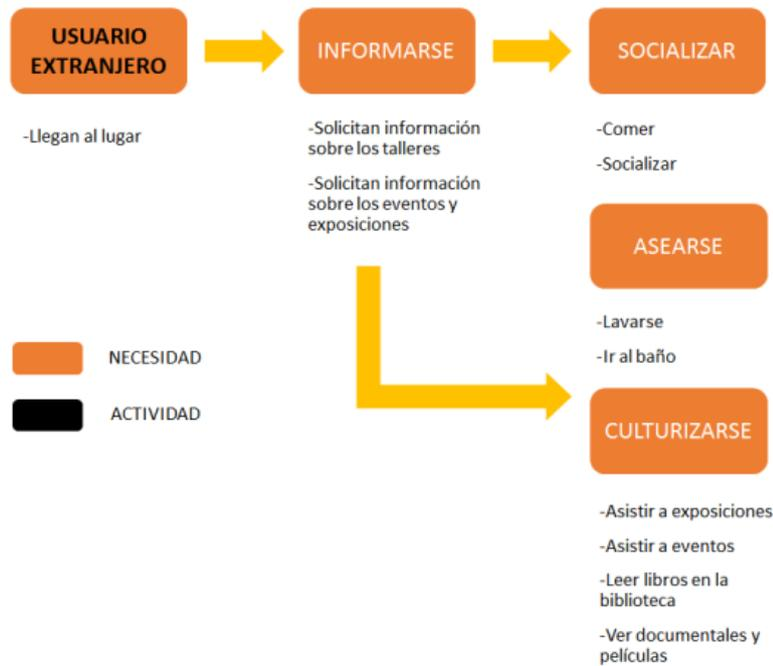 USUARIO
EXTRANJERO
-Llegan al lugar
INFORMARSE
-Solicitan información
sobre los talleres
-Solicitan información
sobre los eventos y
exposiciones
SOCIALIZAR
-Comer
-Socializar
ASEARSE
-Lavarse
-Ir al baño
CULTURIZARSE
-Asistir a exposiciones
-Asistir a eventos
-Leer libros en la
biblioteca
-Ver documentales y
películas
NECESIDAD
ACTIVIDAD